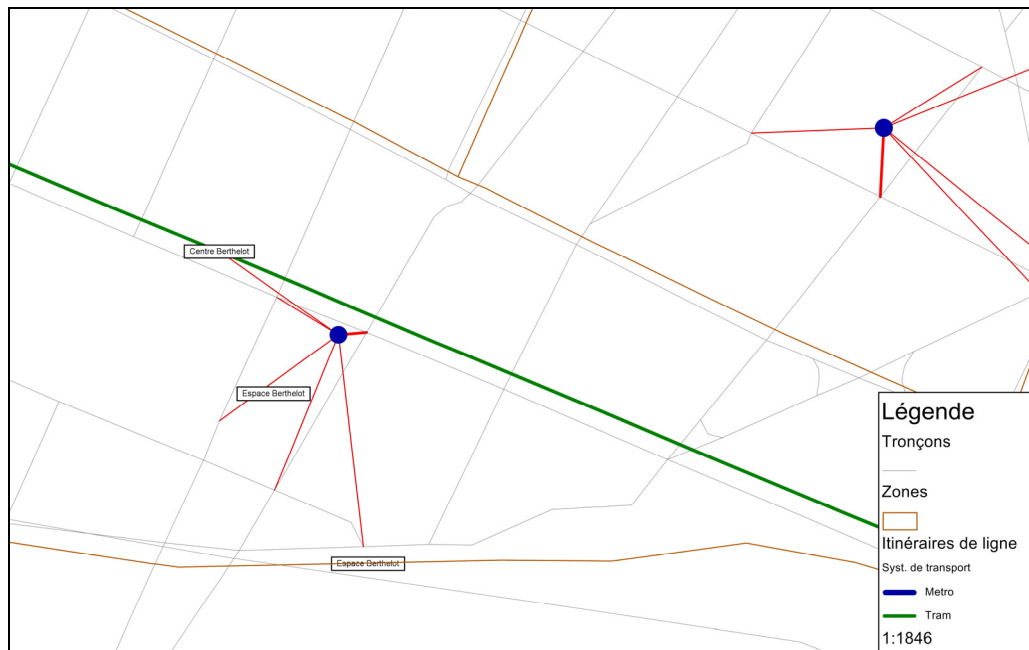 Centre Berthelot
Espace Berthelot
Espace Berthelot
Légende
Tronçons
Zones
Itinéraires de ligne
Syst. de transport
Metro
Tram
1:1846